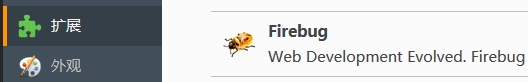 扩展
外观
Firebug
Web Development Evolved. Firebug